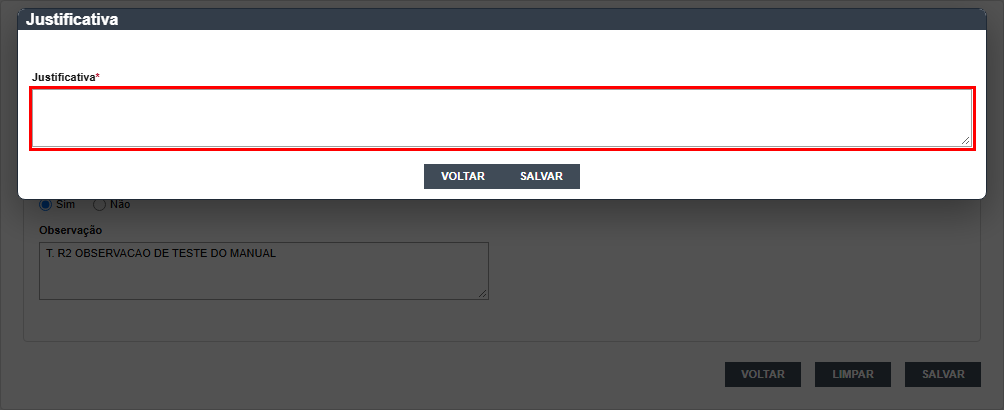 Justificativa
Justificativa*
VOLTAR SALVAR
Sim Não
Observação
T. R2 OBSERVACAO DE TESTE DO MANUAL
VOLTAR LIMPAR SALVAR